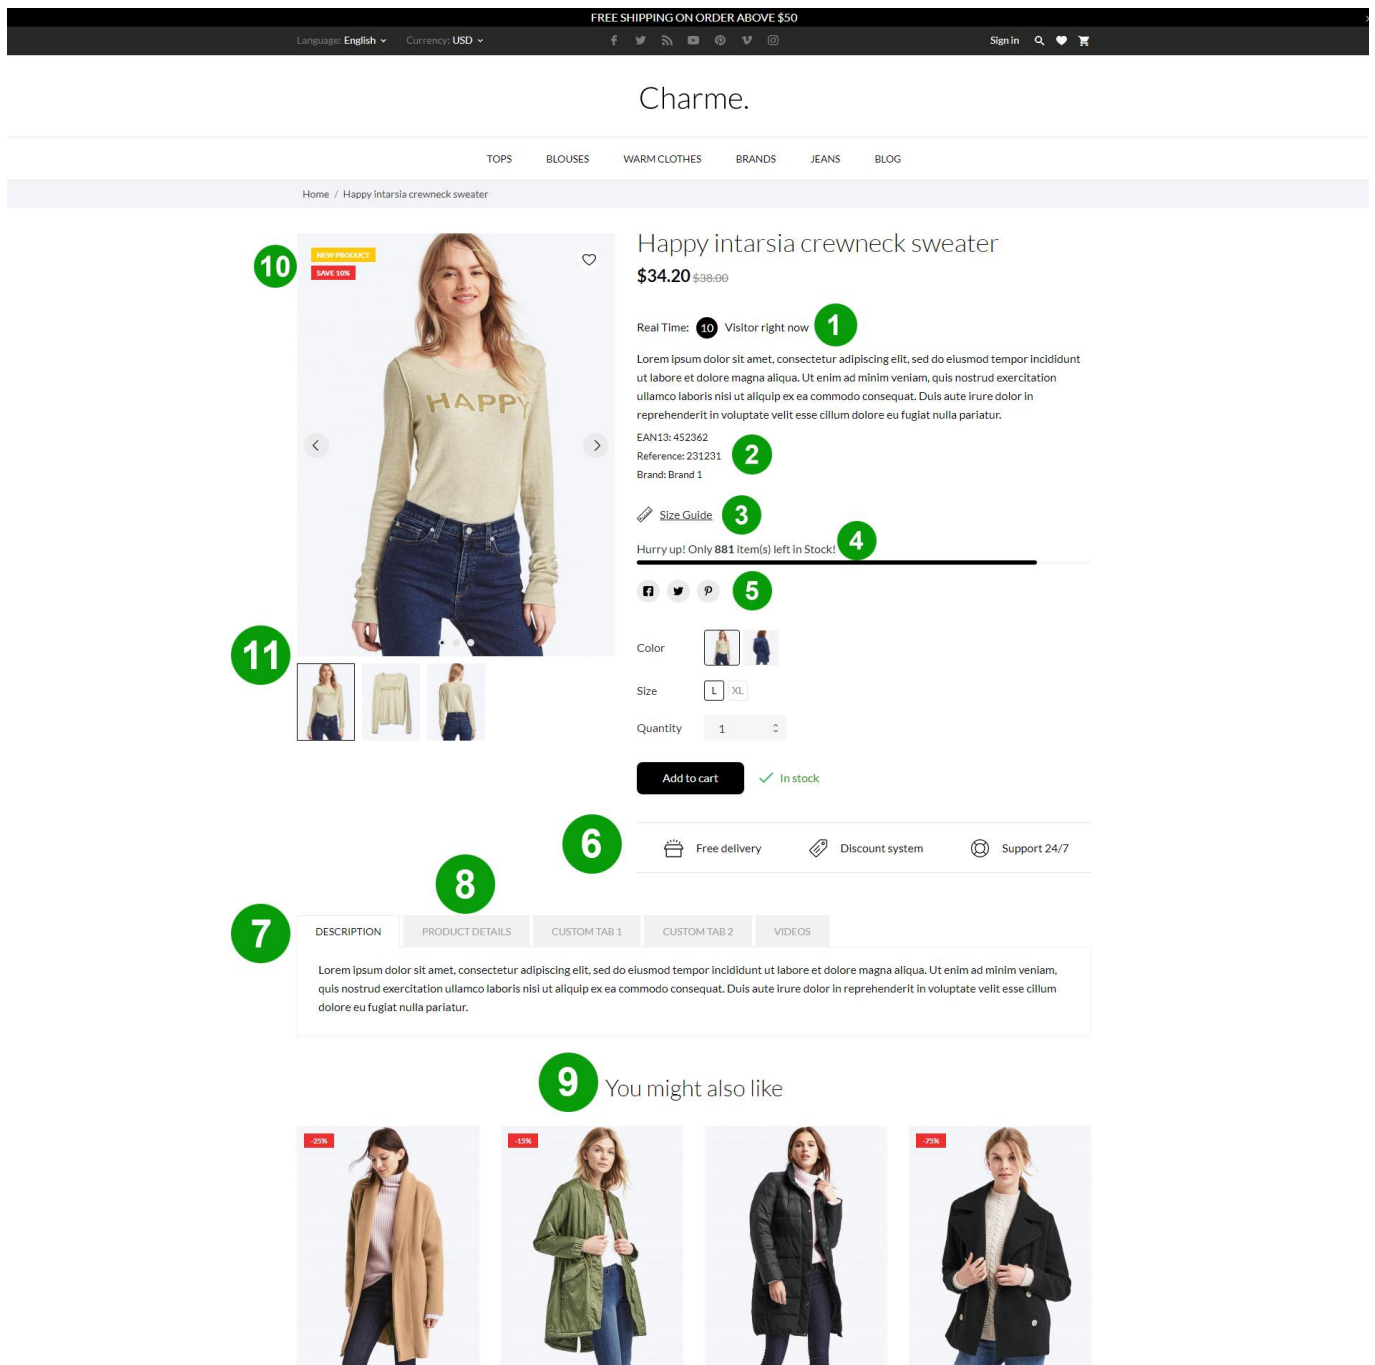 FREE SHIPPING ON ORDER ABOVE $50
Language: English
Currency: USD
Sign in
Charme.
TOPS
BLOUSES
WARM CLOTHES
BRANDS
JEANS
BLOG
Home / Happy intarsia crewneck sweater
10
NEW PRODUCT
SAVE 10%
HAPPY
Happy intarsia crewneck sweater
$34.20 $38.00
Real Time: 10 Visitor right now
1
Lorem ipsum dolor sit amet, consectetur adipiscing elit, sed do eiusmod tempor incididunt
ut labore et dolore magna aliqua. Ut enim ad minim veniam, quis nostrud exercitation
ullamco laboris nisi ut aliquip ex ea commodo consequat. Duis aute irure dolor in
reprehenderit in voluptate velit esse cillum dolore eu fugiat nulla pariatur.
EAN13: 452362
Reference: 231231
Brand: Brand 1
2
Size Guide
3
Hurry up! Only 881 item(s) left in Stock!
4
5
11
HAPPY
Color
Size
L
XL
Quantity
1
Add to cart
In stock
6
Free delivery
Discount system
Support 24/7
8
7
DESCRIPTION
PRODUCT DETAILS
CUSTOM TAB 1
CUSTOM TAB 2
VIDEOS
Lorem ipsum dolor sit amet, consectetur adipiscing elit, sed do eiusmod tempor incididunt ut labore et dolore magna aliqua. Ut enim ad minim veniam,
quis nostrud exercitation ullamco laboris nisi ut aliquip ex ea commodo consequat. Duis aute irure dolor in reprehenderit in voluptate velit esse cillum
dolore eu fugiat nulla pariatur.
9
You might also like
-25%
-15%
-75%